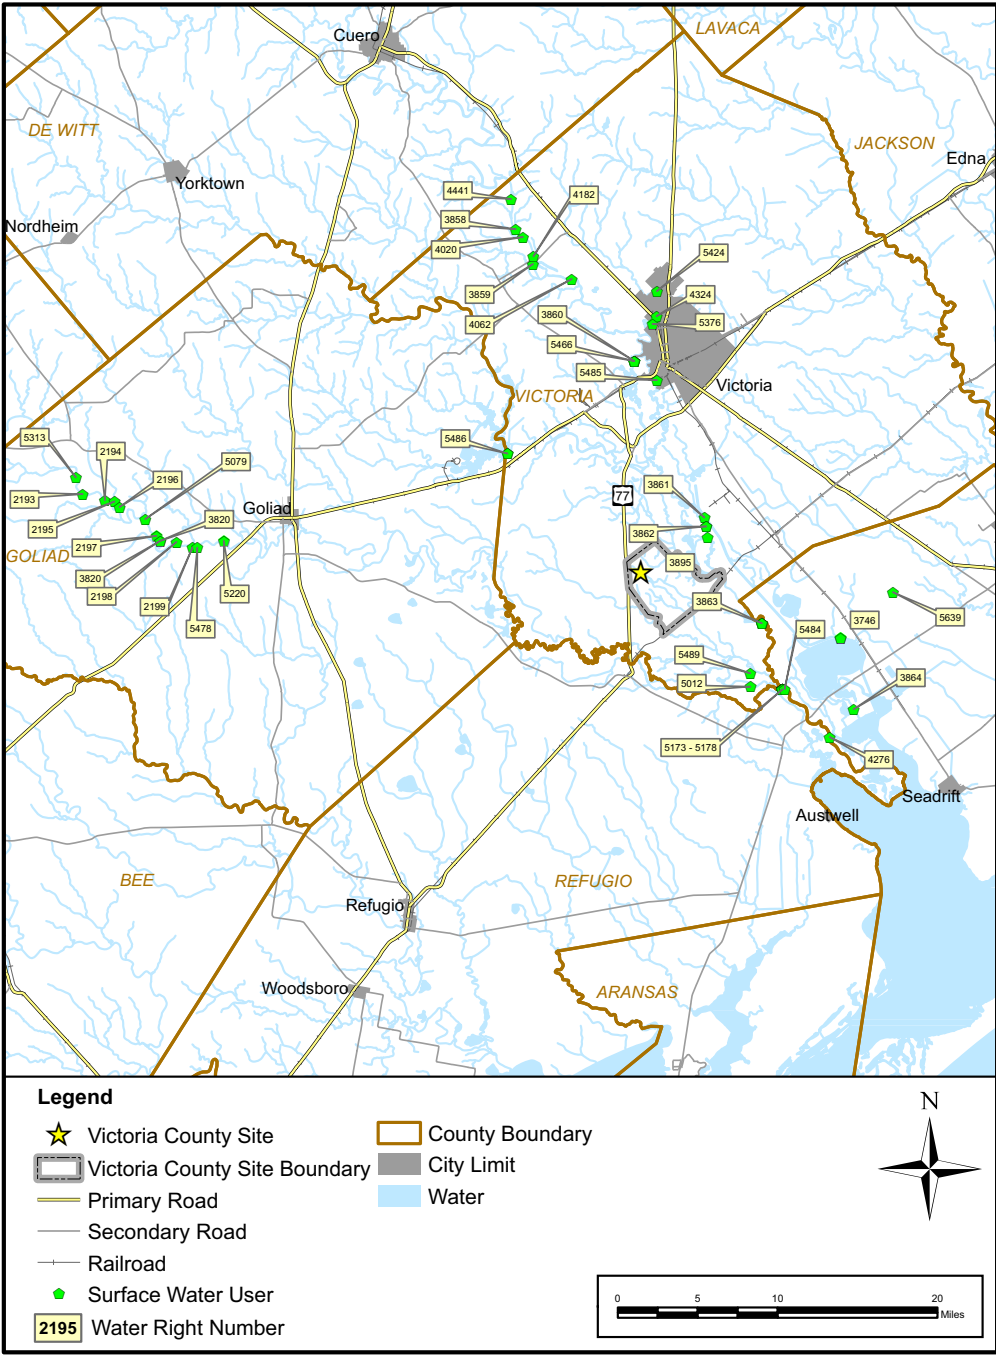 LAVACA
Cuero
DE WITT
JACKSON
Edna
Yorktown
4441
4182
3858
Nordheim
4020
5424
3859
4324
3860
4062
5376
5466
5485
Victoria
VICTORIA
5313
5486
2194
5079
2196
3861
2193
77
Goliad
3820
2195
3862
2197
GOLIAD
3895
3820
2198
5220
3863
2199
5639
3746
5484
5478
5489
3864
5012
5173 - 5178
4276
Seadrift
Austwell
BEE
REFUGIO
Refugio
Woodsboro
ARANSAS
Legend
Victoria County Site
Victoria County Site Boundary
Primary Road
Secondary Road
Railroad
Surface Water User
2195 Water Right Number
County Boundary
City Limit
Water
N
0 5 10 20
Miles